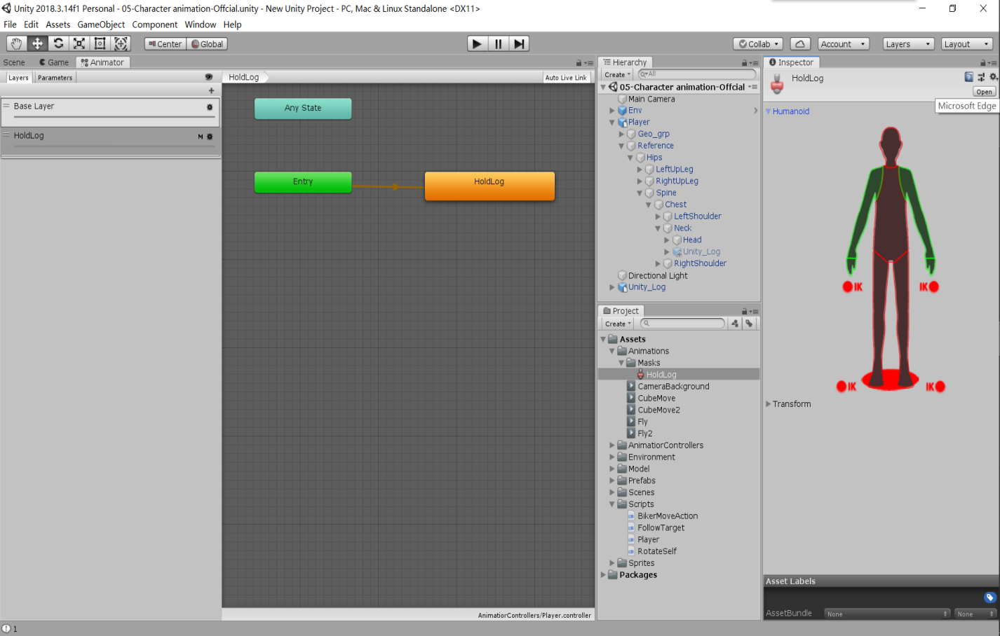 Unity 2018.3.14f1 Personal - 05-Character animation-Offcial.unity - New Unity Project - PC, Mac & Linux Standalone <DX11>
File Edit Assets GameObject Component Window Help
Center Global Collab Account Layers Layout
Scene Game Animator
Layers Parameters
Base Layer
HoldLog M
HoldLog
Auto Live Link
Any State
Entry
HoldLog
AnimatiorControllers/Player.controller
Hierarchy
Create All
05-Character animation-Offcial
Main Camera
Env
Player
Geo_grp
Reference
Hips
LeftUpLeg
RightUpLeg
Spine
Chest
LeftShoulder
Neck
Head
Unity_Log
RightShoulder
Directional Light
Unity_Log
Project
Create
Assets
Animations
Masks
HoldLog
CameraBackground
CubeMove
CubeMove2
Fly
Fly2
AnimatiorControllers
Environment
Model
Prefabs
Scenes
Scripts
BikerMoveAction
FollowTarget
Player
RotateSelf
Sprites
Packages
Inspector
HoldLog
Open
Microsoft Edge
Humanoid
IK IK
IK IK
Transform
Asset Labels
AssetBundle None None
1